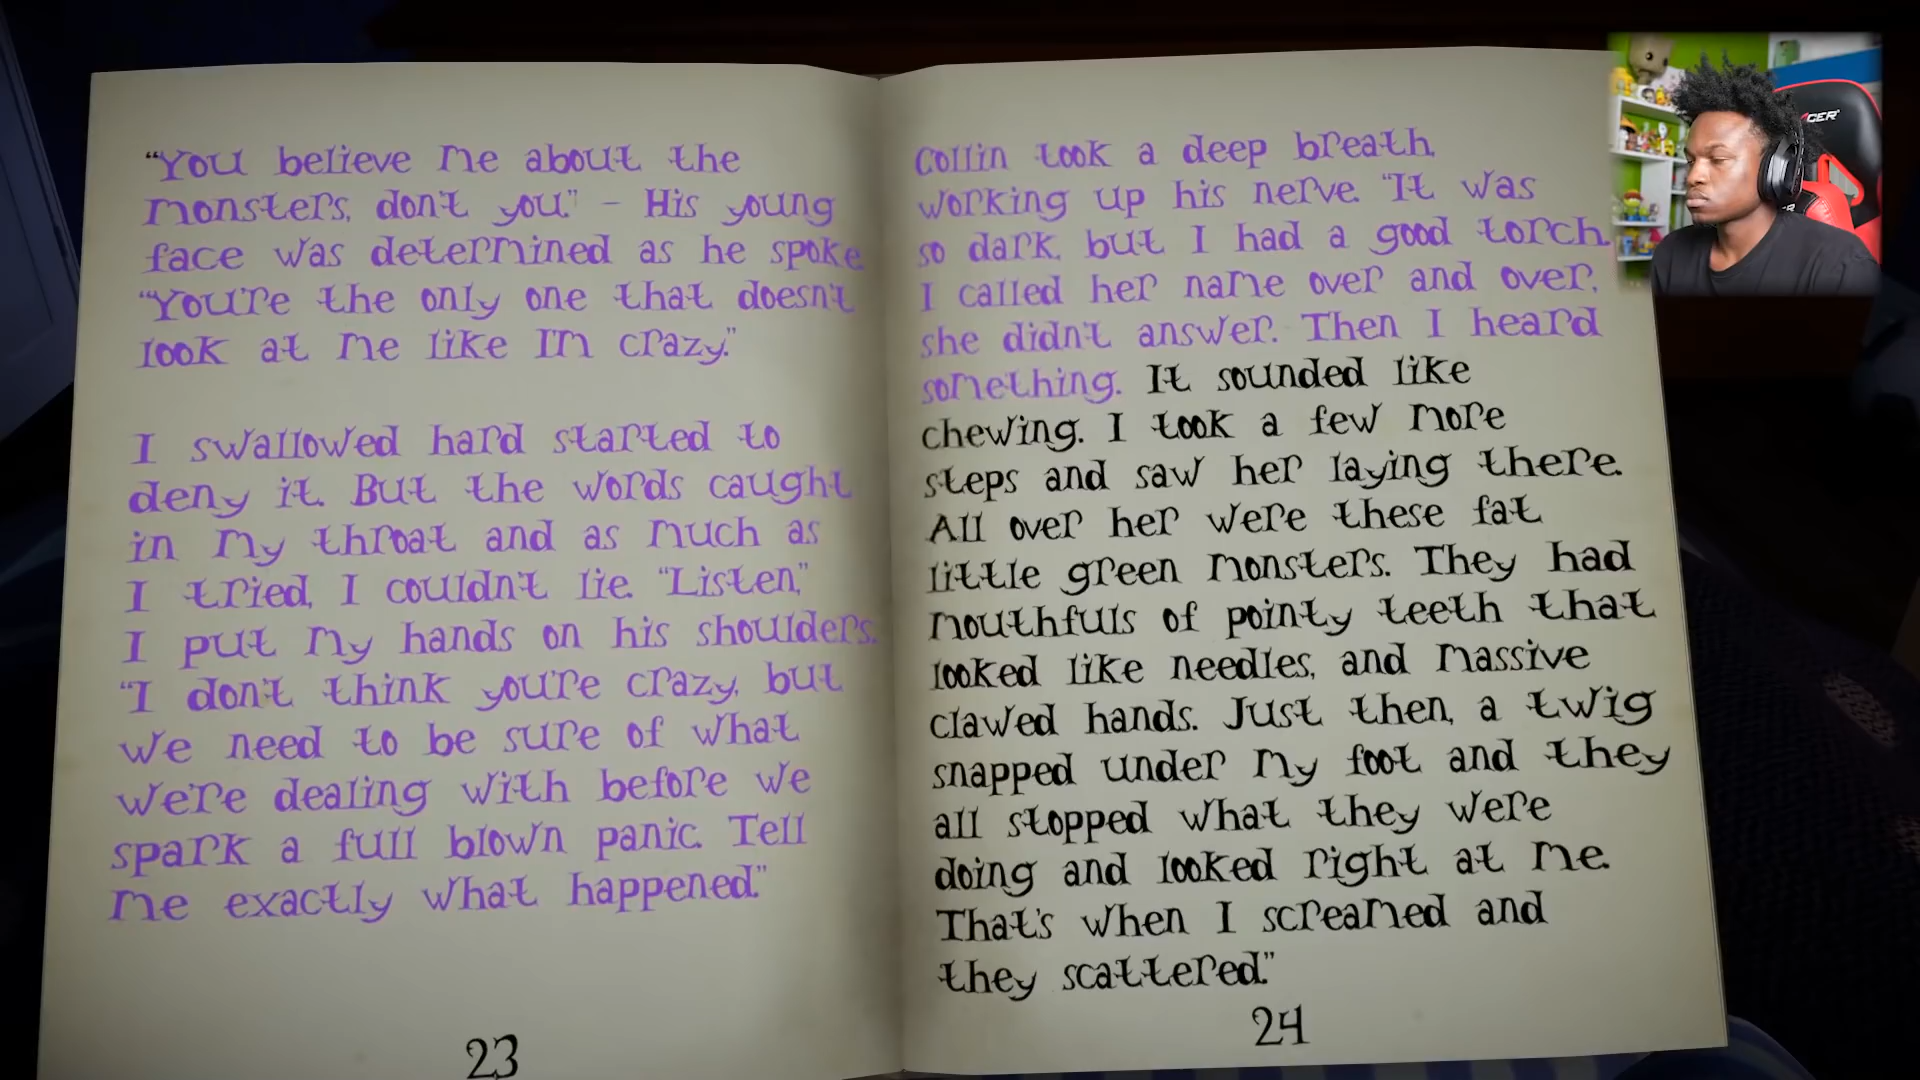 “You believe me about the
monsters, don't you.” - His young
face was determined as he spoke.
“You're the only one that doesn't
look at me like I'm crazy.”
I swallowed hard started to
deny it. But the words caught
in my throat and as much as
I tried, I couldn't lie. “Listen,”
I put my hands on his shoulders.
“I don't think you're crazy, but
we need to be sure of what
we're dealing with before we
spark a full blown panic. Tell
me exactly what happened.”
23
Collin took a deep breath,
working up his nerve. “It was
so dark, but I had a good torch.
I called her name over and over,
she didn't answer. Then I heard
something. It sounded like
chewing. I took a few more
steps and saw her laying there.
All over her were these fat
little green monsters. They had
mouthfuls of pointy teeth that
looked like needles, and massive
clawed hands. Just then, a twig
snapped under my foot and they
all stopped what they were
doing and looked right at me.
That's when I screamed and
they scattered.”
24